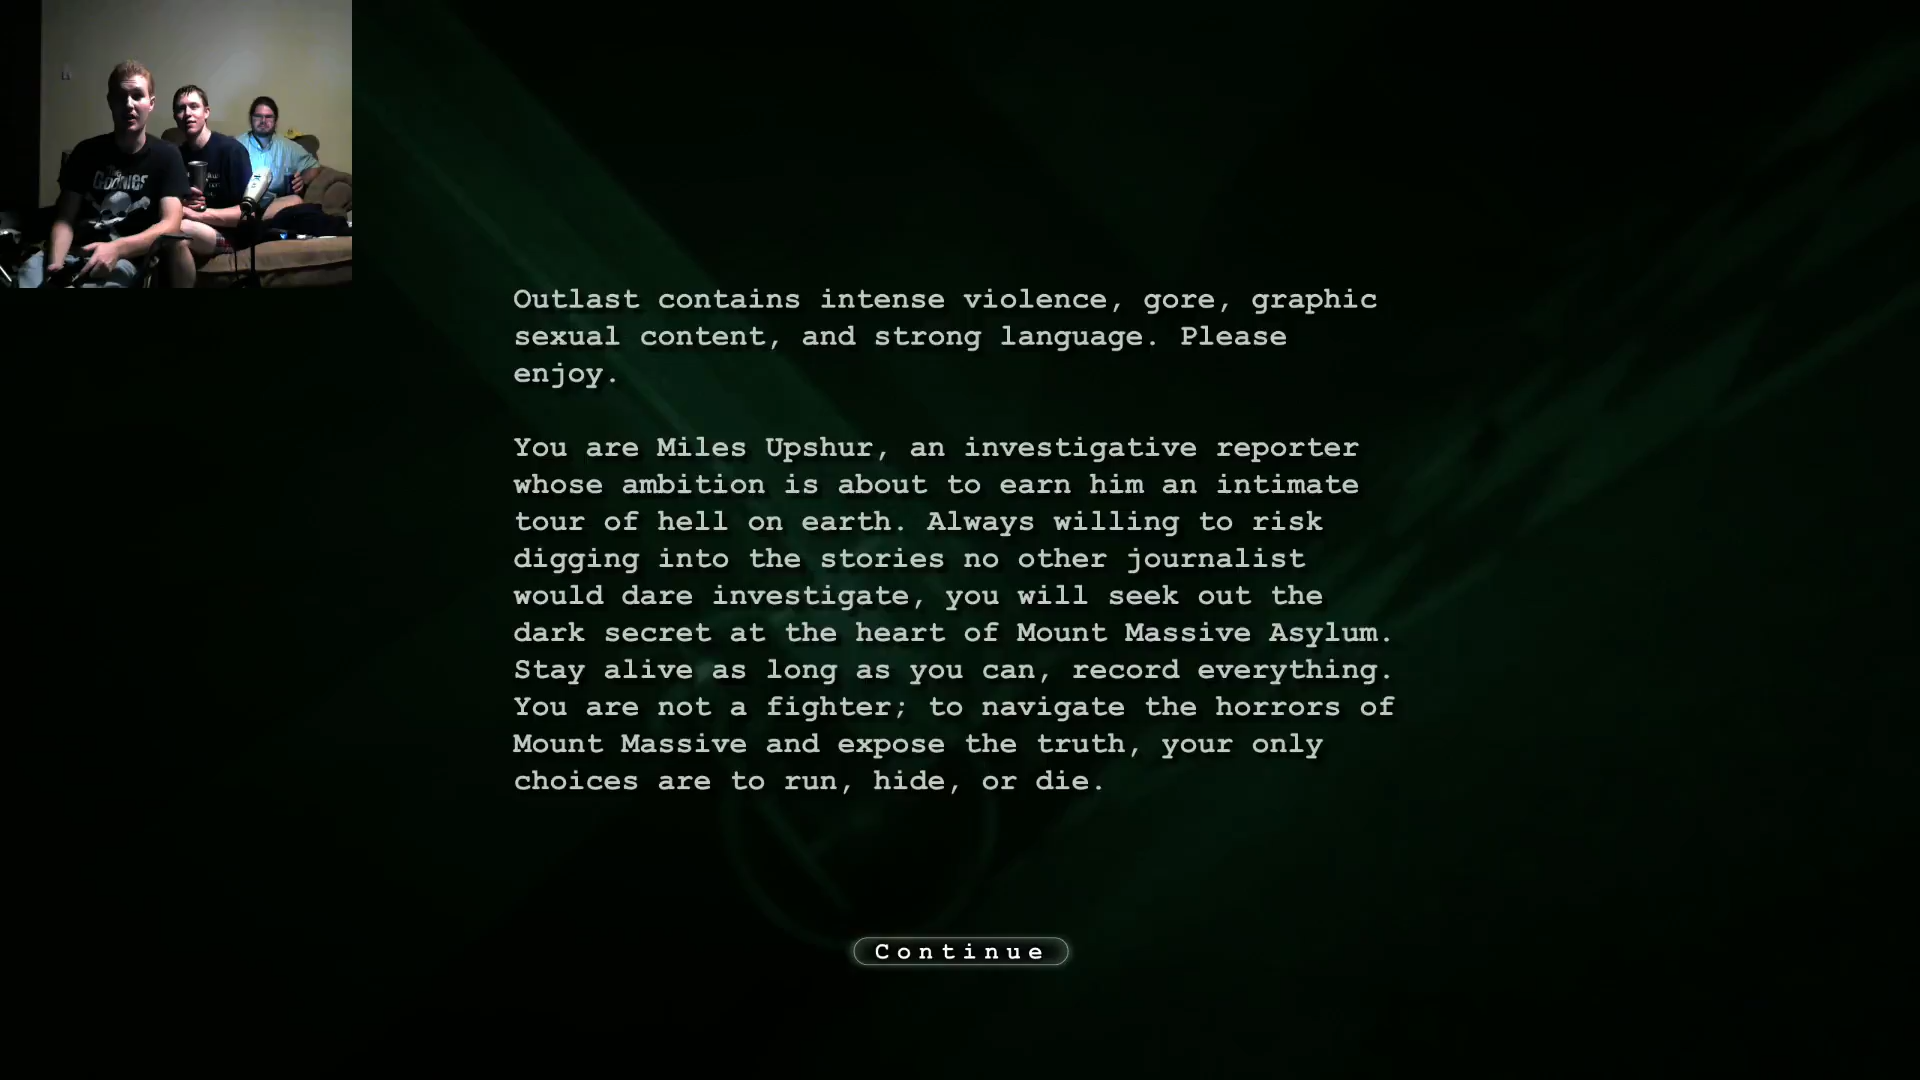 The
Goonies
Outlast contains intense violence, gore, graphic
sexual content, and strong language. Please
enjoy.
You are Miles Upshur, an investigative reporter
whose ambition is about to earn him an intimate
tour of hell on earth. Always willing to risk
digging into the stories no other journalist
would dare investigate, you will seek out the
dark secret at the heart of Mount Massive Asylum.
Stay alive as long as you can, record everything.
You are not a fighter; to navigate the horrors of
Mount Massive and expose the truth, your only
choices are to run, hide, or die.
Continue